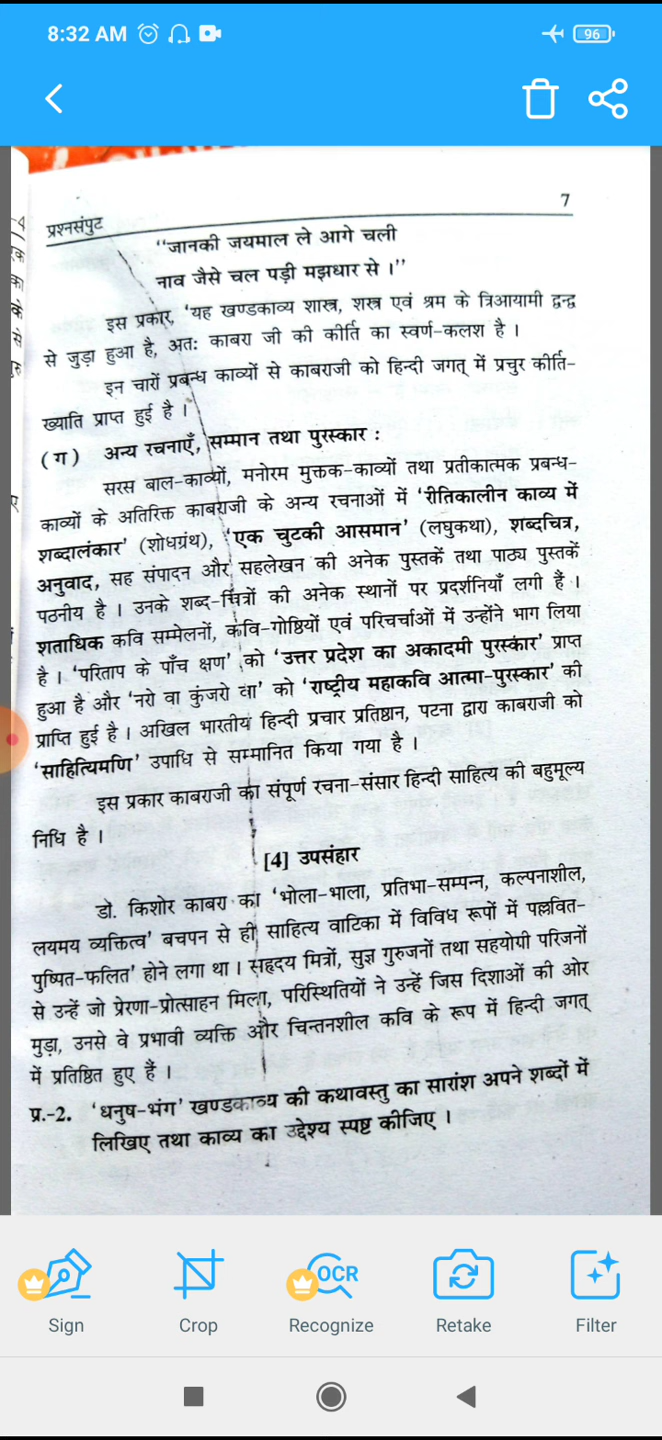 8:32 AM
96
7
प्रश्नसंपुट
‘‘जानकी जयमाल ले आगे चली
नाव जैसे चल पड़ी मझधार से ।’’
इस प्रकार, ‘यह खण्डकाव्य शास्त्र, शस्त्र एवं श्रम के त्रिआयामी द्वन्द्व
से जुड़ा हुआ है, अतः काबरा जी की कीर्ति का स्वर्ण-कलश है ।
इन चारों प्रबन्ध काव्यों से काबराजी को हिन्दी जगत् में प्रचुर कीर्ति-
ख्याति प्राप्त हुई है ।
(ग) अन्य रचनाएँ, सम्मान तथा पुरस्कार :
सरस बाल-काव्यों, मनोरम मुक्तक-काव्यों तथा प्रतीकात्मक प्रबन्ध-
काव्यों के अतिरिक्त काबराजी के अन्य रचनाओं में ‘रीतिकालीन काव्य में
शब्दालंकार’ (शोधग्रंथ), ‘एक चुटकी आसमान’ (लघुकथा), शब्दचित्र,
अनुवाद, सह संपादन और सहलेखन की अनेक पुस्तकें तथा पाठ्य पुस्तकें
पठनीय है । उनके शब्द-चित्रों की अनेक स्थानों पर प्रदर्शनियाँ लगी हैं ।
शताधिक कवि सम्मेलनों, कवि-गोष्ठियों एवं परिचर्चाओं में उन्होंने भाग लिया
है । ‘परिताप के पाँच क्षण’ को ‘उत्तर प्रदेश का अकादमी पुरस्कार’ प्राप्त
हुआ है और ‘नरो वा कुंजरो वा’ को ‘राष्ट्रीय महाकवि आत्मा-पुरस्कार’ की
प्राप्ति हुई है । अखिल भारतीय हिन्दी प्रचार प्रतिष्ठान, पटना द्वारा काबराजी को
‘साहित्यिमणि’ उपाधि से सम्मानित किया गया है ।
इस प्रकार काबराजी का संपूर्ण रचना-संसार हिन्दी साहित्य की बहुमूल्य
निधि है ।
[4] उपसंहार
डॉ. किशोर काबरा का ‘भोला-भाला, प्रतिभा-सम्पन्न, कल्पनाशील,
लयमय व्यक्तित्व’ बचपन से ही साहित्य वाटिका में विविध रूपों में पल्लवित-
पुष्पित-फलित’ होने लगा था । सहृदय मित्रों, सुज्ञ गुरुजनों तथा सहयोगी परिजनों
से उन्हें जो प्रेरणा-प्रोत्साहन मिला, परिस्थितियों ने उन्हें जिस दिशाओं की ओर
मुड़ा, उनसे वे प्रभावी व्यक्ति और चिन्तनशील कवि के रूप में हिन्दी जगत्
में प्रतिष्ठित हुए हैं ।
प्र.-2. ‘धनुष-भंग’ खण्डकाव्य की कथावस्तु का सारांश अपने शब्दों में
लिखिए तथा काव्य का उद्देश्य स्पष्ट कीजिए ।
OCR
Sign Crop Recognize Retake Filter